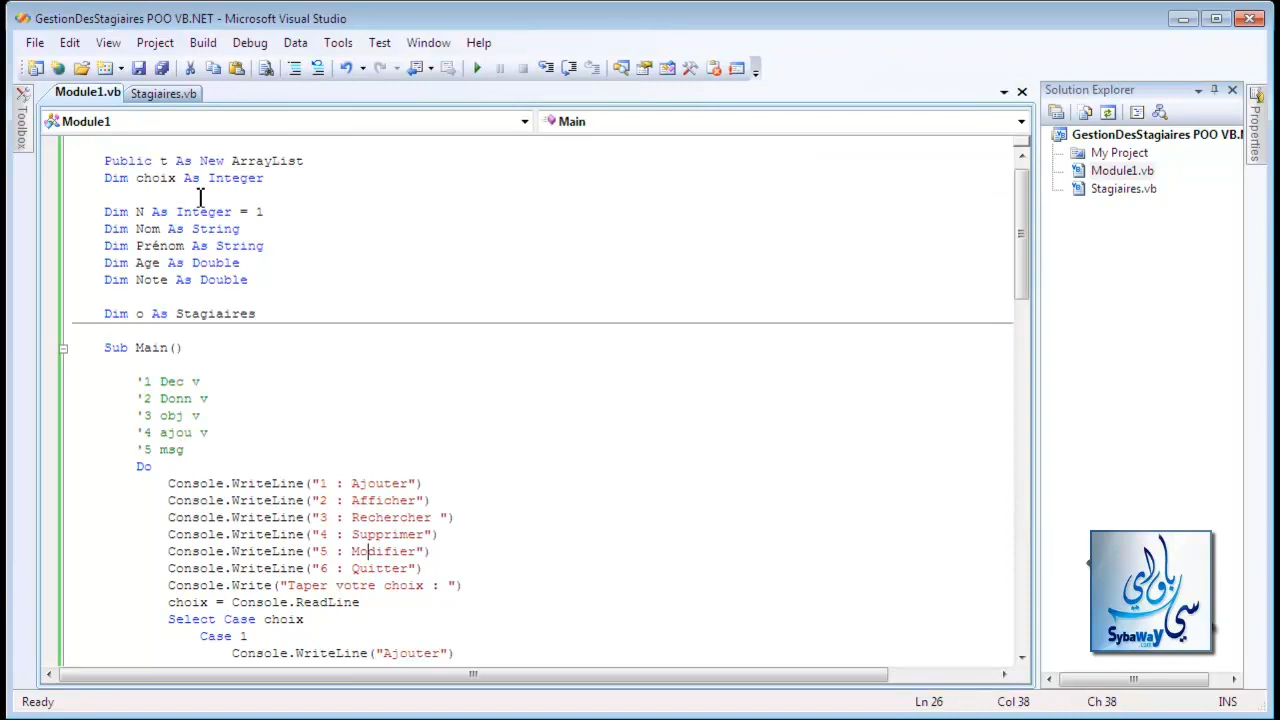 GestionDesStagiaires POO VB.NET - Microsoft Visual Studio
File Edit View Project Build Debug Data Tools Test Window Help
Module1.vb Stagiaires.vb
Solution Explorer
Toolbox
Properties
Module1 Main
GestionDesStagiaires POO VB.N
My Project
Module1.vb
Stagiaires.vb
Public t As New ArrayList
Dim choix As Integer
Dim N As Integer = 1
Dim Nom As String
Dim Prénom As String
Dim Age As Double
Dim Note As Double
Dim o As Stagiaires
Sub Main()
'1 Dec v
'2 Donn v
'3 obj v
'4 ajou v
'5 msg
Do
Console.WriteLine("1 : Ajouter")
Console.WriteLine("2 : Afficher")
Console.WriteLine("3 : Rechercher ")
Console.WriteLine("4 : Supprimer")
Console.WriteLine("5 : Modifier")
Console.WriteLine("6 : Quitter")
Console.Write("Taper votre choix : ")
choix = Console.ReadLine
Select Case choix
Case 1
Console.WriteLine("Ajouter")
سي باواي
SybaWay
.com
Ready Ln 26 Col 38 Ch 38 INS